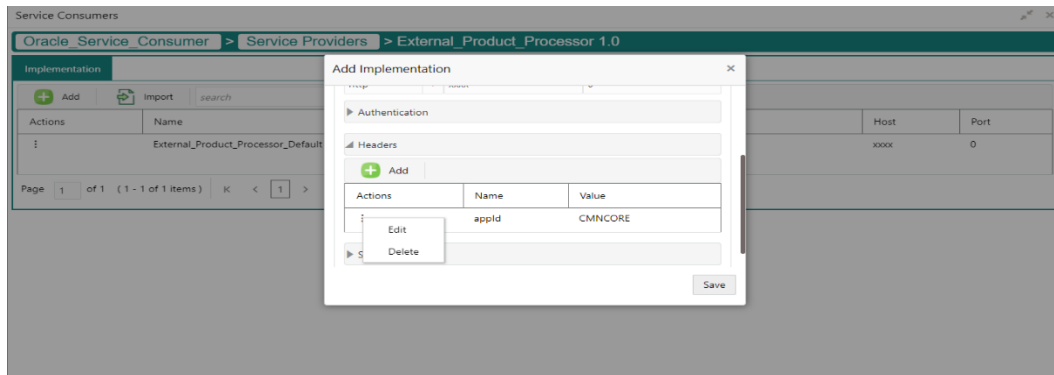 Service Consumers
Oracle_Service_Consumer > Service Providers > External_Product_Processor 1.0
Implementation
Add Import search
Actions Name Host Port
External_Product_Processor_Default xxxx 0
Page 1 of 1 (1 - 1 of 1 items) K < 1 >
Add Implementation ×
Authentication
Headers
Add
Actions Name Value
appId CMNCORE
Edit
Delete
S
Save